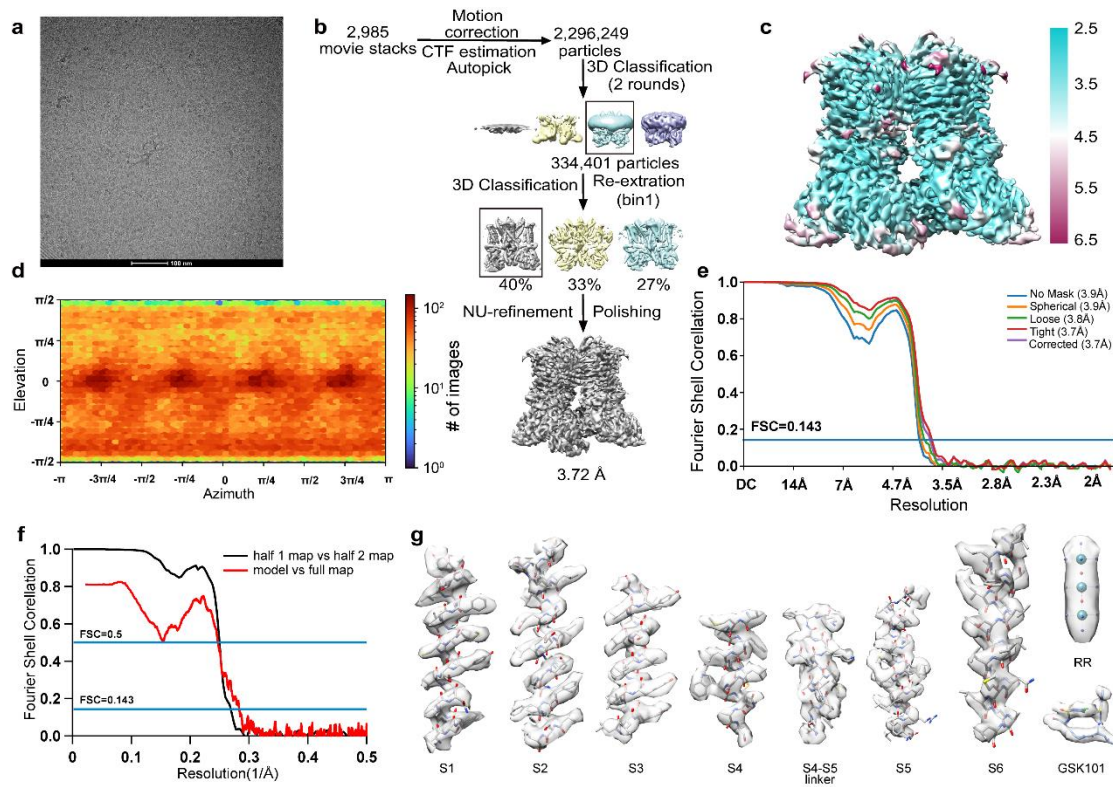 a
100 nm
b
2,985
movie stacks
Motion
correction
CTF estimation
Autopick
2,296,249
particles
3D Classification
(2 rounds)
334,401 particles
3D Classification
Re-extration
(bin1)
40%
33%
27%
NU-refinement
Polishing
3.72 Å
c
2.5
3.5
4.5
5.5
6.5
d
π/2
π/4
0
-π/4
-π/2
Elevation
-π
-3π/4
-π/4
-π/4
0
π/4
π/4
3π/4
π
Azimuth
10²
10¹
10⁰
# of images
e
1.0
0.8
0.6
0.4
0.2
0.0
Fourier Shell Corellation
No Mask (3.9Å)
Spherical (3.9Å)
Loose (3.8Å)
Tight (3.7Å)
Corrected (3.7Å)
FSC=0.143
DC
14Å
7Å
4.7Å
3.5Å
2.8Å
2.3Å
2Å
Resolution
f
1.0
0.8
0.6
0.4
0.2
0.0
Fourier Shell Corellation
half 1 map vs half 2 map
model vs full map
FSC=0.5
FSC=0.143
0
0.1
0.2
0.3
0.4
0.5
Resolution(1/Å)
g
S1
S2
S3
S4
S4-S5
linker
S5
S6
RR
GSK101